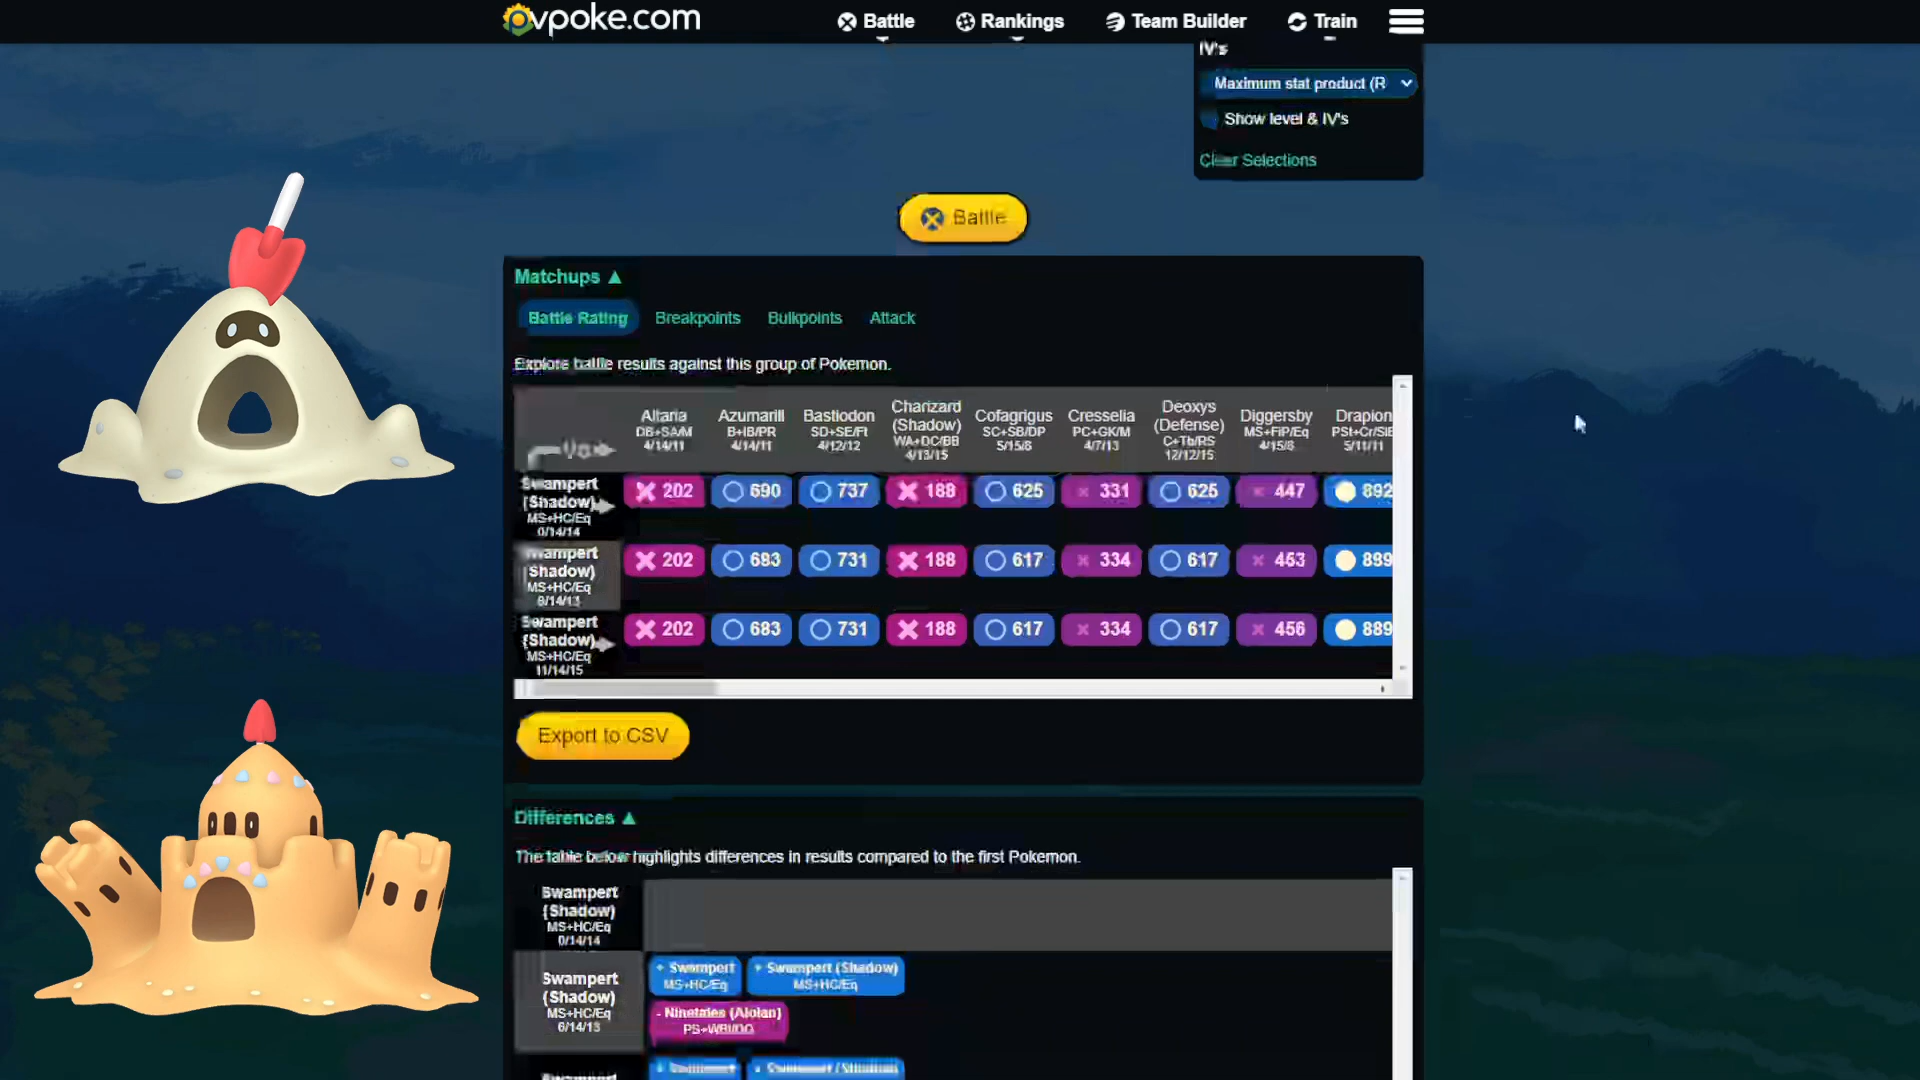 vpoke.com
Battle
Rankings
Team Builder
Train
IV's
Maximum stat product (R
Show level & IV's
Clear Selections
Battle
Matchups ▲
Battle Rating
Breakpoints
Bulkpoints
Attack
Explore battle results against this group of Pokemon.
Altaria
DB+SA/M
4/14/11
Azumarill
B+IB/PR
4/14/11
Bastiodon
SD+SE/Fl
4/12/12
Charizard
(Shadow)
WA+DC/BB
4/13/15
Cofagrigus
SC+SB/DP
5/15/8
Cresselia
PC+GK/M
4/7/13
Deoxys
(Defense)
C+Tb/RS
12/12/15
Diggersby
MS+FiP/Eq
4/15/8
Drapion
5/11/11
Swampert
(Shadow)
MS+HC/Eq
0/14/14
202 690 737 188 625 331 625 447 892
Swampert
(Shadow)
MS+HC/Eq
202 683 731 188 617 334 617 453 889
Swampert
(Shadow)
MS+HC/Eq
11/14/15
202 683 731 188 617 334 617 456 889
Export to CSV
Differences ▲
The table below highlights differences in results compared to the first Pokemon.
Swampert
(Shadow)
MS+HC/Eq
0/14/14
Swampert
(Shadow)
MS+HC/Eq
+ Swampert
MS+HC/Eq
+ Swampert (Shadow)
MS+HC/Eq
- Ninetales (Alolan)
Swampert